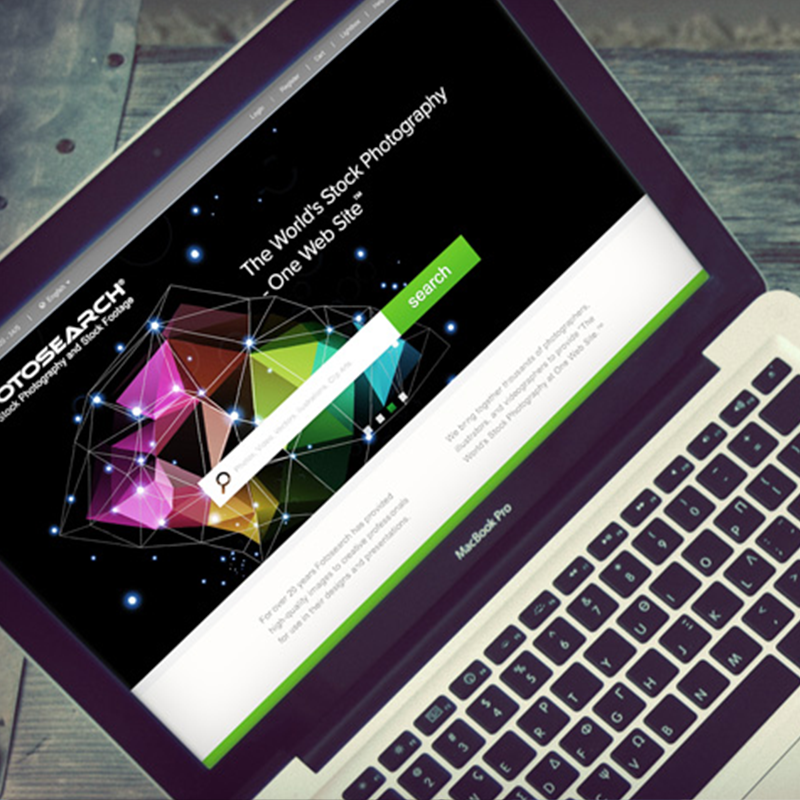 Login | Register | Cart | Lightbox | Help
English
OTOSEARCH®
Stock Photography and Stock Footage
The World's Stock Photography
- One Web Site™
Photos, Video, Vectors, Illustrations, Clip Arts
search
For over 20 years Fotosearch has provided
high-quality images to creative professionals
for use in their designs and presentations.
We bring together thousands of photographers,
illustrators, and videographers to provide "The
World's Stock Photography at One Web Site.™
MacBook Pro